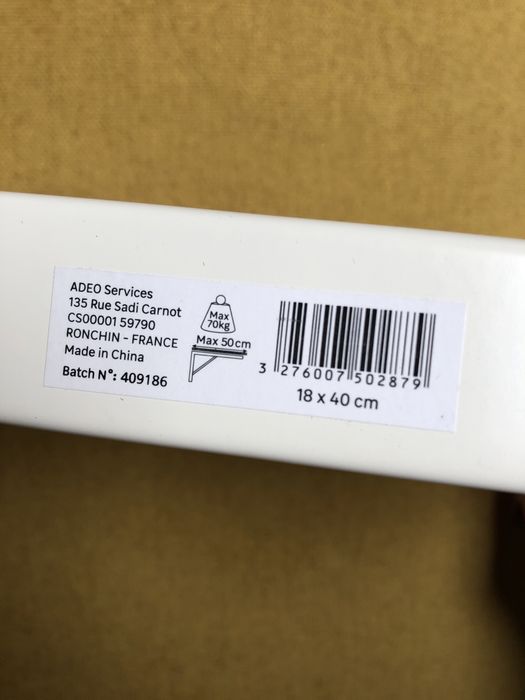 ADEO Services
135 Rue Sadi Carnot
CS00001 59790
RONCHIN - FRANCE
Made in China
Batch N°: 409186
Max
70kg
Max 50cm
3 276007 502879
18 x 40 cm